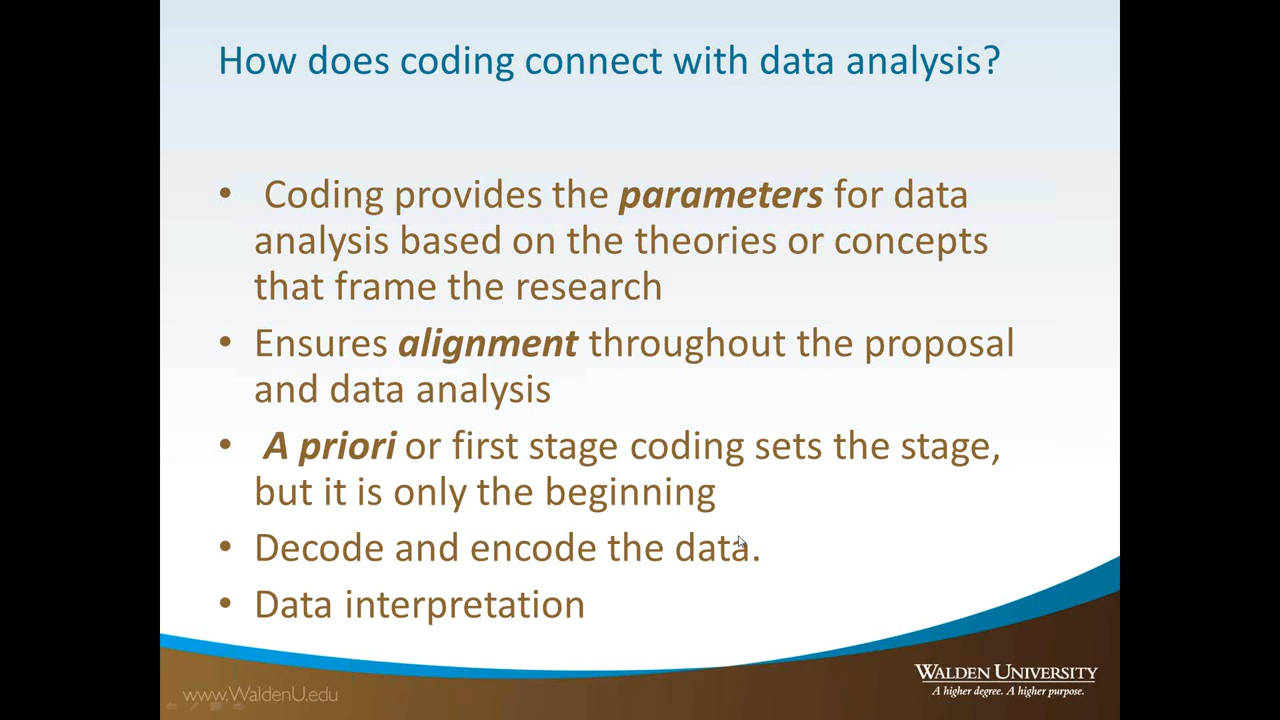 How does coding connect with data analysis?
• Coding provides the parameters for data
analysis based on the theories or concepts
that frame the research
• Ensures alignment throughout the proposal
and data analysis
• A priori or first stage coding sets the stage,
but it is only the beginning
• Decode and encode the data.
• Data interpretation
WALDEN UNIVERSITY
A higher degree. A higher purpose.
www.WaldenU.edu